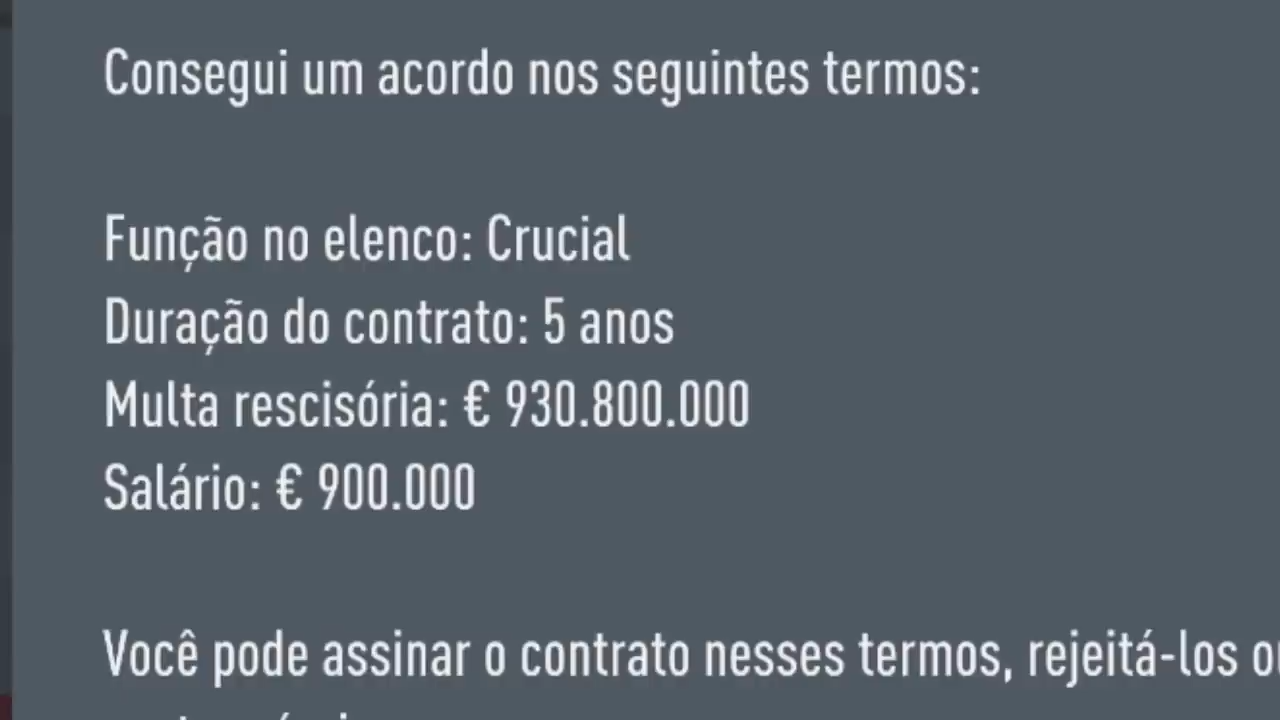 Consegui um acordo nos seguintes termos:
Função no elenco: Crucial
Duração do contrato: 5 anos
Multa rescisória: € 930.800.000
Salário: € 900.000
Você pode assinar o contrato nesses termos, rejeitá-los